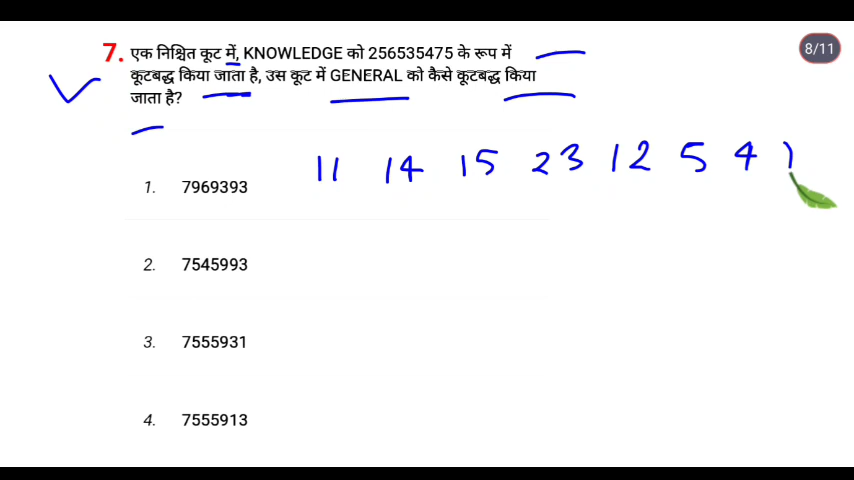 7. एक निश्चित कूट में, KNOWLEDGE को 256535475 के रूप में
8/11
कूटबद्ध किया जाता है, उस कूट में GENERAL को कैसे कूटबद्ध किया
जाता है?
11 14 15 23 12 5 4
1. 7969393
2. 7545993
3. 7555931
4. 7555913